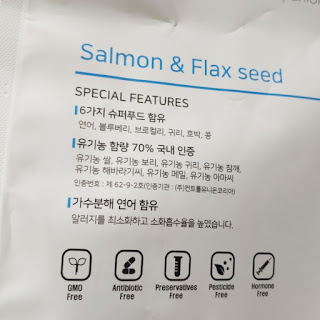 Salmon & Flax seed
SPECIAL FEATURES
6가지 슈퍼푸드 함유
연어, 블루베리, 브로컬리, 귀리, 호박, 콩
유기농 함량 70% 국내 인증
유기농 쌀, 유기농 보리, 유기농 귀리, 유기농 참깨,
유기농 해바라기씨, 유기농 메밀, 유기농 아마씨
인증번호 : 제 62-9-2호(인증기관 : (주)컨트롤유니온코리아)
가수분해 연어 함유
알러지를 최소화하고 소화흡수율을 높였습니다.
GMO Free
Antibiotic Free
Preservatives Free
Pesticide Free
Hormone Free